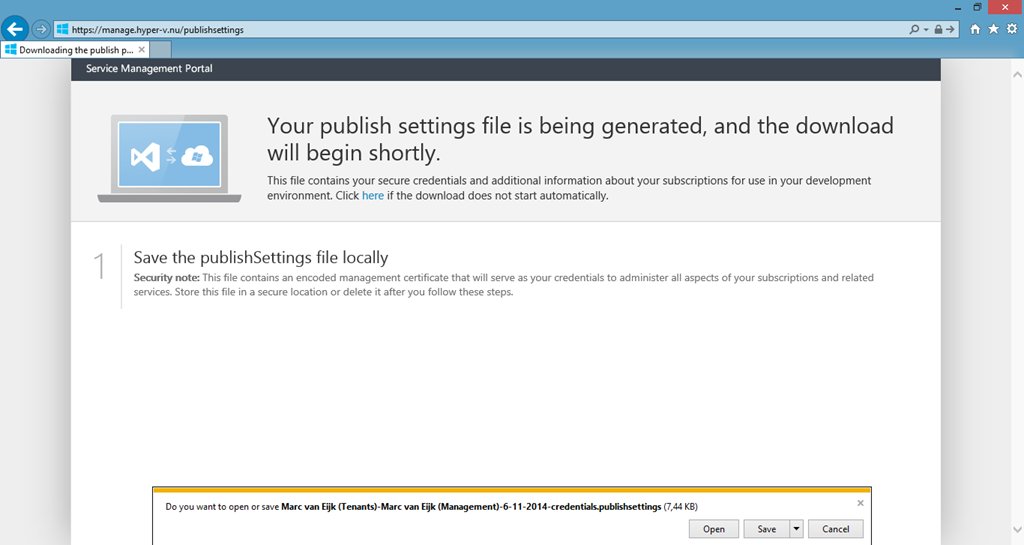 https://manage.hyper-v.nu/publishsettings
Downloading the publish p...
Service Management Portal
Your publish settings file is being generated, and the download
will begin shortly.
This file contains your secure credentials and additional information about your subscriptions for use in your development
environment. Click here if the download does not start automatically.
1
Save the publishSettings file locally
Security note: This file contains an encoded management certificate that will serve as your credentials to administer all aspects of your subscriptions and related
services. Store this file in a secure location or delete it after you follow these steps.
Do you want to open or save Marc van Eijk (Tenants)-Marc van Eijk (Management)-6-11-2014-credentials.publishsettings (7,44 KB)
Open Save Cancel